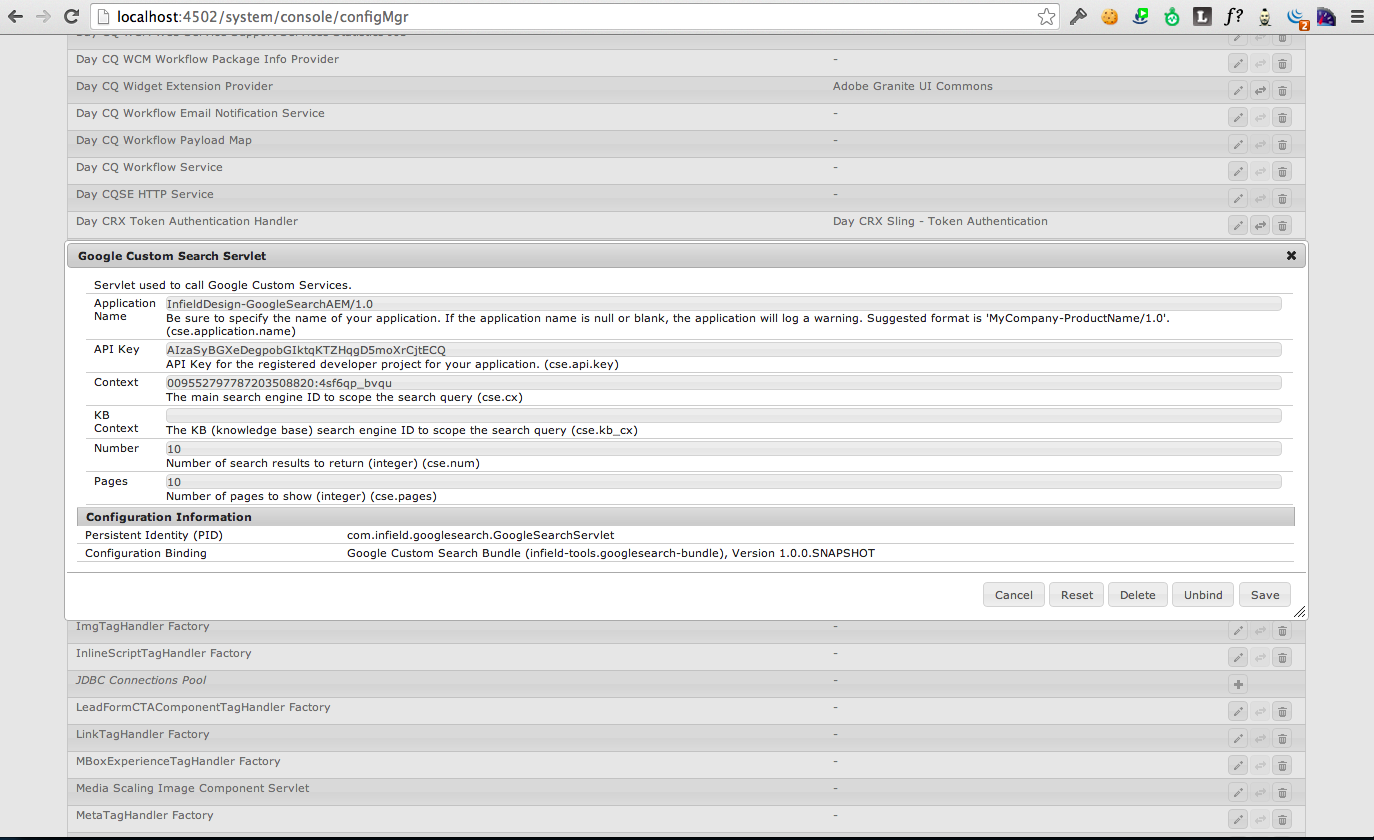 localhost:4502/system/console/configMgr
2
Day CQ WCM Workflow Package Info Provider -
Day CQ Widget Extension Provider Adobe Granite UI Commons
Day CQ Workflow Email Notification Service -
Day CQ Workflow Payload Map -
Day CQ Workflow Service -
Day CQSE HTTP Service -
Day CRX Token Authentication Handler Day CRX Sling - Token Authentication
Google Custom Search Servlet
Servlet used to call Google Custom Services.
Application Name InfieldDesign-GoogleSearchAEM/1.0
Be sure to specify the name of your application. If the application name is null or blank, the application will log a warning. Suggested format is 'MyCompany-ProductName/1.0'.
(cse.application.name)
API Key AIzaSyBGXeDegpobGIktqKTZHqgD5moXrCjtECQ
API Key for the registered developer project for your application. (cse.api.key)
Context 009552797787203508820:4sf6qp_bvqu
The main search engine ID to scope the search query (cse.cx)
KB Context
The KB (knowledge base) search engine ID to scope the search query (cse.kb_cx)
Number 10
Number of search results to return (integer) (cse.num)
Pages 10
Number of pages to show (integer) (cse.pages)
Configuration Information
Persistent Identity (PID) com.infield.googlesearch.GoogleSearchServlet
Configuration Binding Google Custom Search Bundle (infield-tools.googlesearch-bundle), Version 1.0.0.SNAPSHOT
Cancel Reset Delete Unbind Save
ImgTagHandler Factory -
InlineScriptTagHandler Factory -
JDBC Connections Pool -
LeadFormCTAComponentTagHandler Factory -
LinkTagHandler Factory -
MBoxExperienceTagHandler Factory -
Media Scaling Image Component Servlet -
MetaTagHandler Factory -